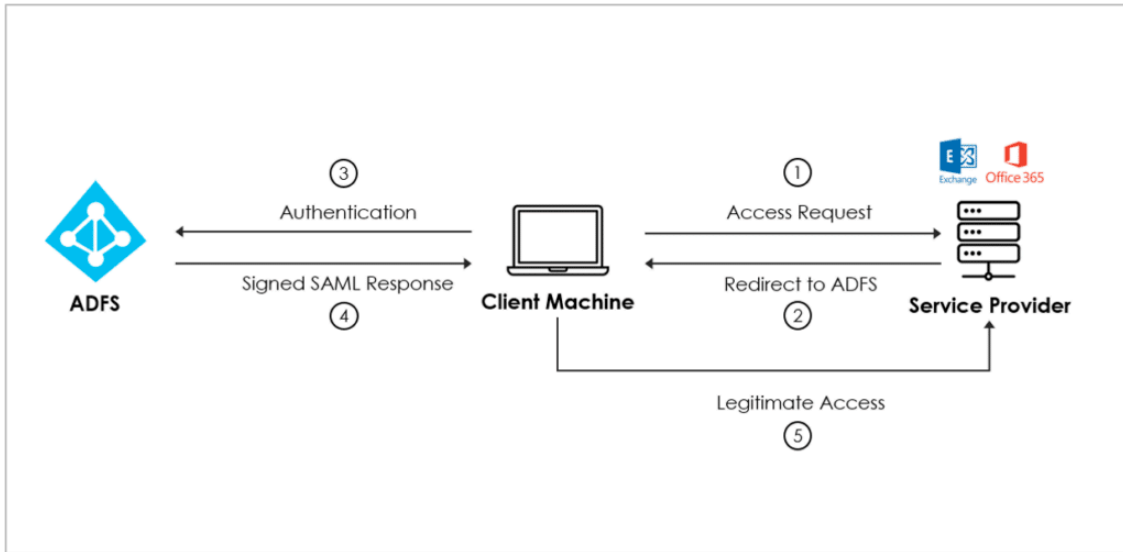 E
Exchange
Office 365
3
1
Authentication
Access Request
Signed SAML Response
Redirect to ADFS
ADFS
Client Machine
Service Provider
4
2
Legitimate Access
5